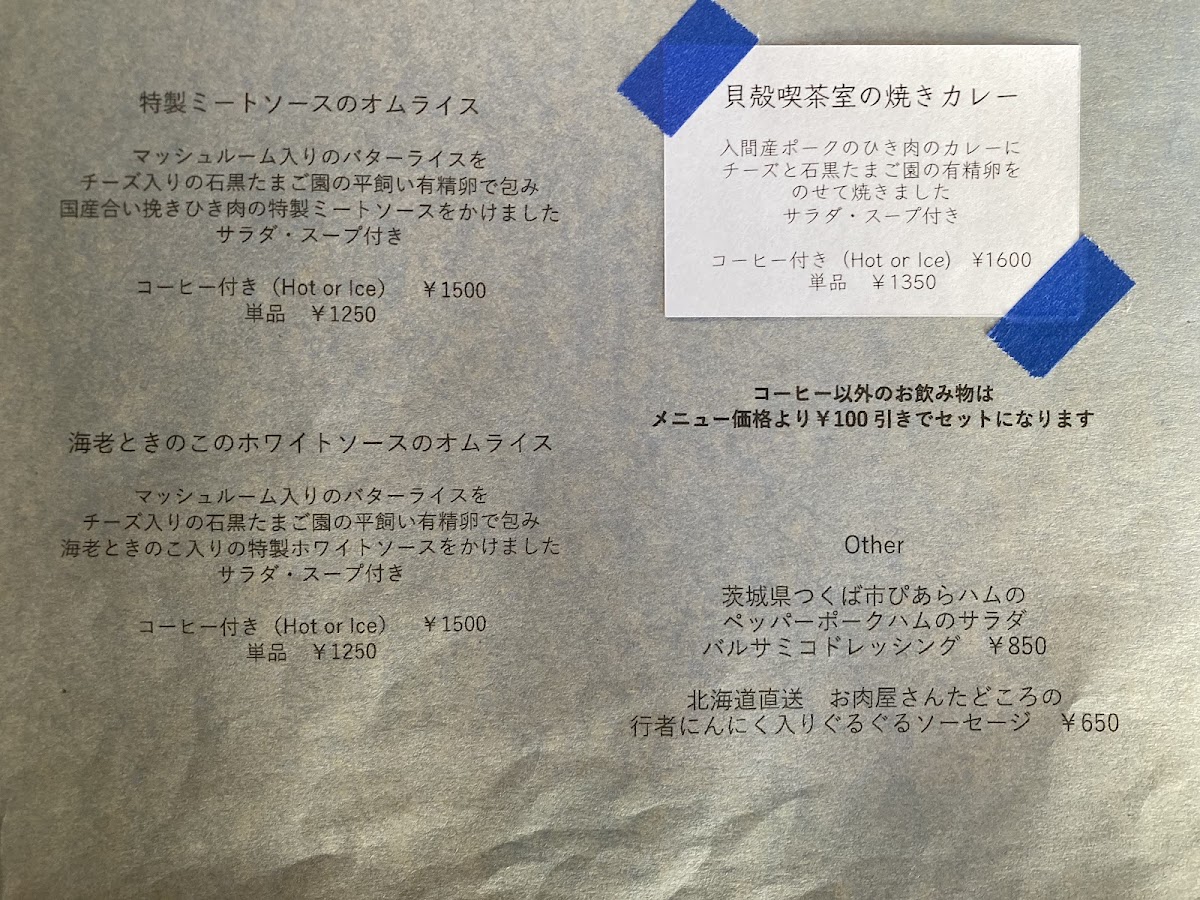 特製ミートソースのオムライス
マッシュルーム入りのバターライスを
チーズ入りの石黒たまご園の平飼い有精卵で包み
国産合い挽きひき肉の特製ミートソースをかけました
サラダ・スープ付き
コーヒー付き（Hot or Ice） ￥1500
単品 ￥1250
海老ときのこのホワイトソースのオムライス
マッシュルーム入りのバターライスを
チーズ入りの石黒たまご園の平飼い有精卵で包み
海老ときのこ入りの特製ホワイトソースをかけました
サラダ・スープ付き
コーヒー付き（Hot or Ice） ￥1500
単品 ￥1250
貝殻喫茶室の焼きカレー
入間産ポークのひき肉のカレーに
チーズと石黒たまご園の有精卵を
のせて焼きました
サラダ・スープ付き
コーヒー付き（Hot or Ice) ¥1600
単品 ￥1350
コーヒー以外のお飲み物は
メニュー価格より￥100 引きでセットになります
Other
茨城県つくば市ぴあらハムの
ペッパーポークハムのサラダ
バルサミコドレッシング ￥850
北海道直送 お肉屋さんたどころの
行者にんにく入りぐるぐるソーセージ ￥650